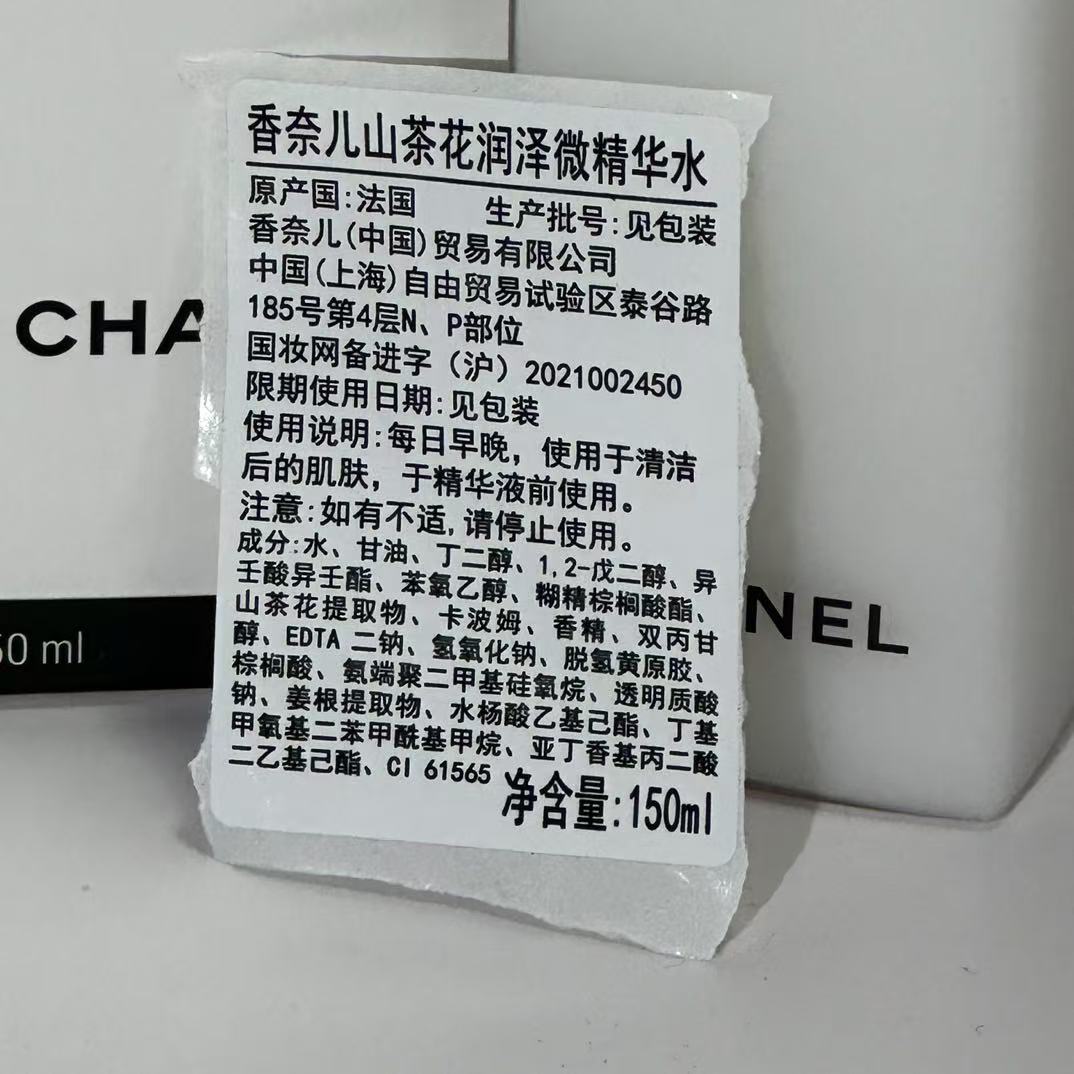 香奈儿山茶花润泽微精华水
原产国:法国 生产批号:见包装
香奈儿(中国)贸易有限公司
中国(上海)自由贸易试验区泰谷路
185号第4层N、P部位
国妆网备进字（沪）2021002450
限期使用日期:见包装
使用说明:每日早晚，使用于清洁
后的肌肤，于精华液前使用。
注意:如有不适,请停止使用。
成分:水、甘油、丁二醇、1,2-戊二醇、异
壬酸异壬酯、苯氧乙醇、糊精棕榈酸酯、
山茶花提取物、卡波姆、香精、双丙甘
醇、EDTA 二钠、氢氧化钠、脱氢黄原胶、
棕榈酸、氨端聚二甲基硅氧烷、透明质酸
钠、姜根提取物、水杨酸乙基己酯、丁基
甲氧基二苯甲酰基甲烷、亚丁香基丙二酸
二乙基己酯、CI 61565
净含量:150ml
CHA
NEL
50 ml